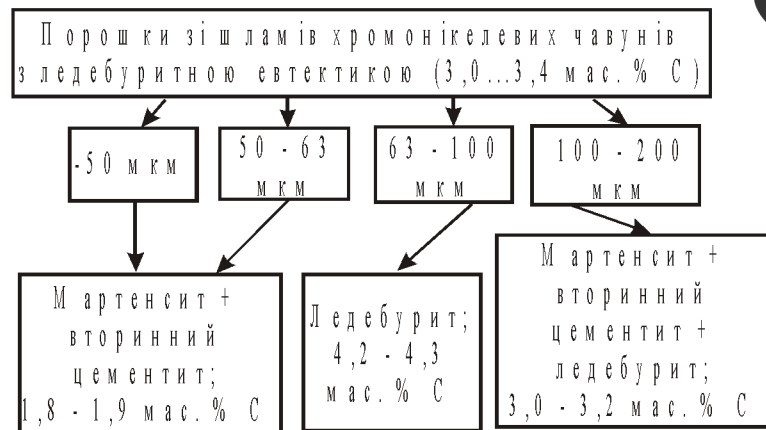 Порошки зі шламів хромонікелевих чавунів
з ледебуритною евтектикою (3,0...3,4 мас. % С)
-50 мкм
50 - 63
мкм
63 - 100
мкм
100 - 200
мкм
Мартенсит +
вторинний
цементит;
1,8 - 1,9 мас. % С
Ледебурит;
4,2 - 4,3
мас. % С
Мартенсит +
вторинний
цементит +
ледебурит;
3,0 - 3,2 мас. % С